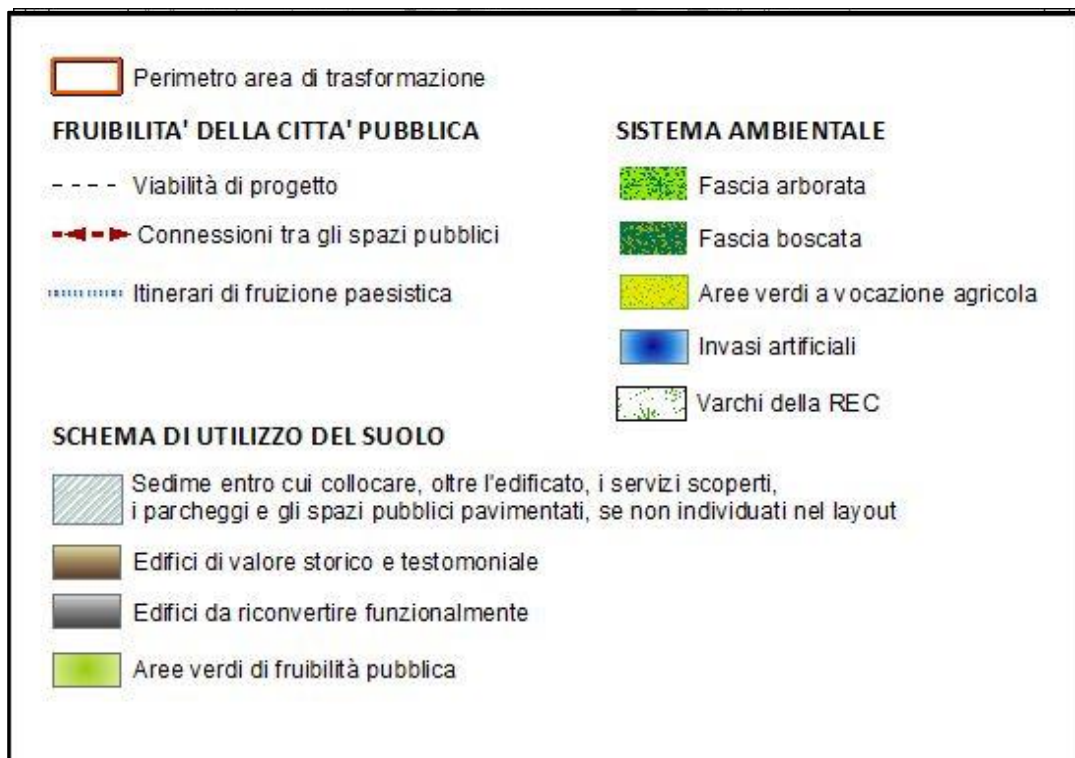 Perimetro area di trasformazione
FRUIBILITA' DELLA CITTA' PUBBLICA
Viabilità di progetto
Connessioni tra gli spazi pubblici
Itinerari di fruizione paesistica
SISTEMA AMBIENTALE
Fascia arborata
Fascia boscata
Aree verdi a vocazione agricola
Invasi artificiali
Varchi della REC
SCHEMA DI UTILIZZO DEL SUOLO
Sedime entro cui collocare, oltre l'edificato, i servizi scoperti,
i parcheggi e gli spazi pubblici pavimentati, se non individuati nel layout
Edifici di valore storico e testomoniale
Edifici da riconvertire funzionalmente
Aree verdi di fruibilità pubblica